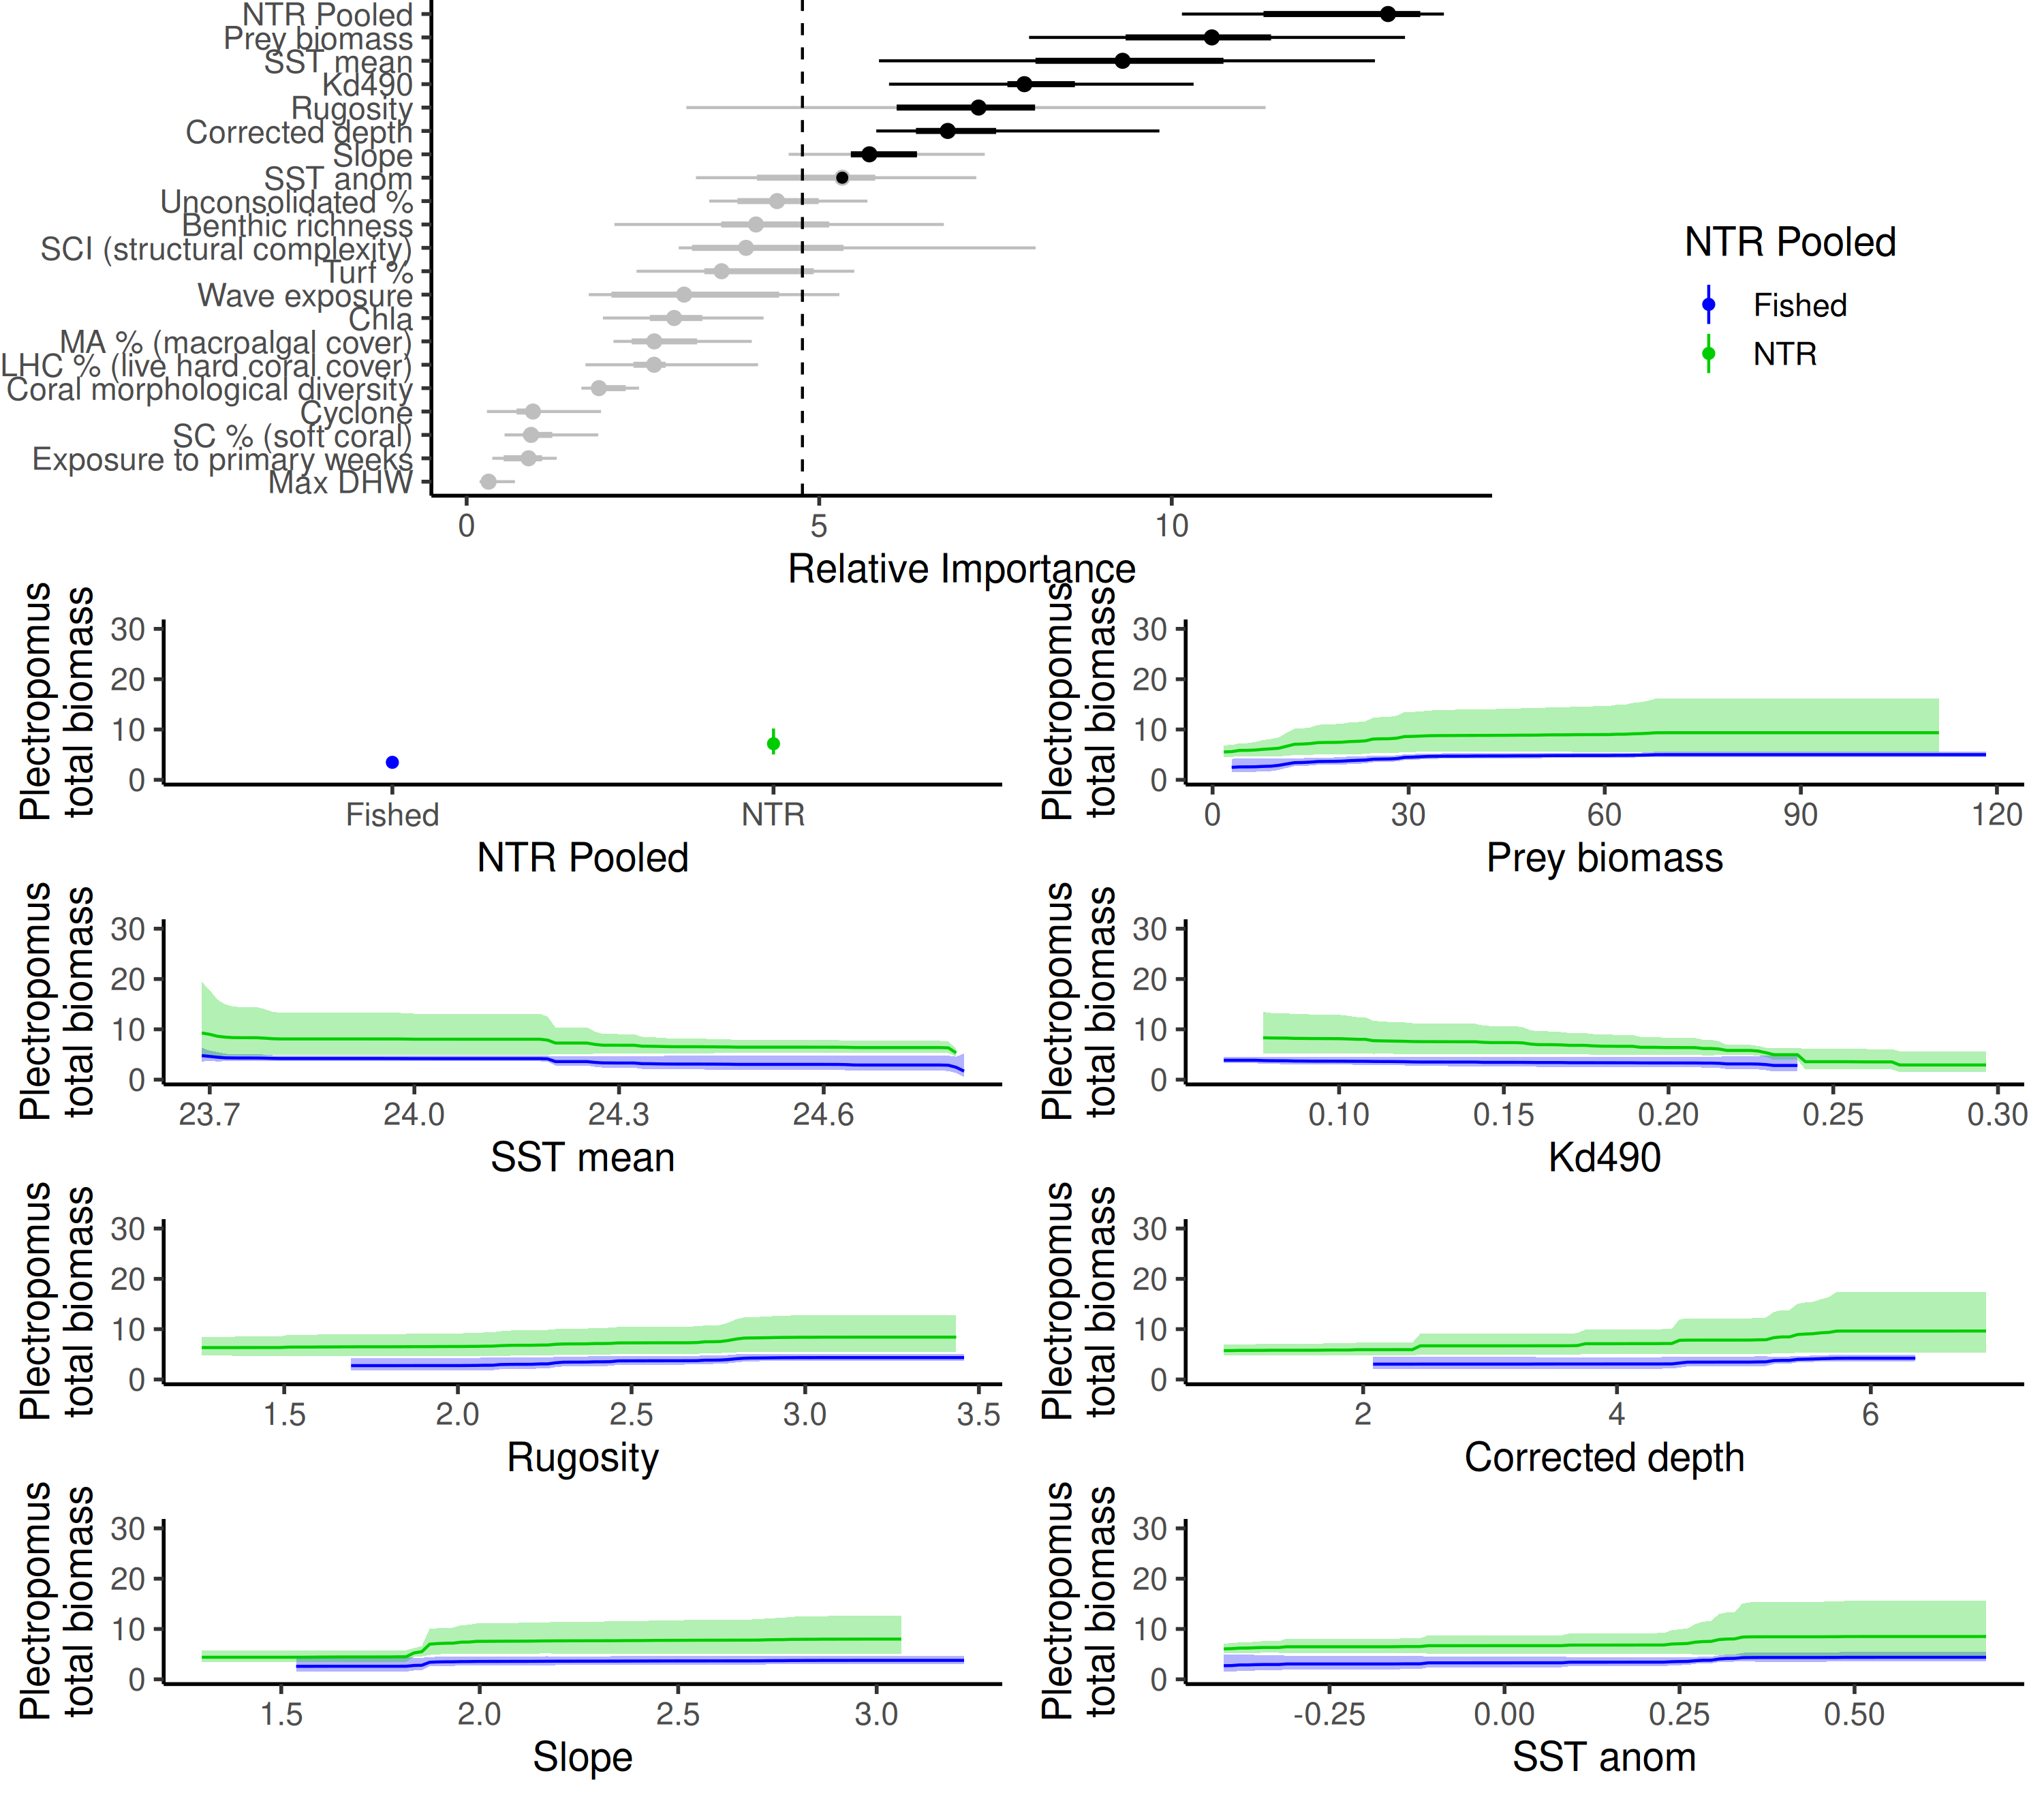 NTR Pooled
Prey biomass
SST mean
Kd490
Rugosity
Corrected depth
Slope
SST anom
Unconsolidated %
Benthic richness
SCI (structural complexity)
Turf %
Wave exposure
Chla
MA % (macroalgal cover)
LHC % (live hard coral cover)
Coral morphological diversity
Cyclone
SC % (soft coral)
Exposure to primary weeks
Max DHW
0 5 10
Relative Importance
NTR Pooled
Fished
NTR
Plectropomus
total biomass
30
20
10
0
Fished NTR
NTR Pooled
Plectropomus
total biomass
30
20
10
0
0 30 60 90 120
Prey biomass
Plectropomus
total biomass
30
20
10
0
23.7 24.0 24.3 24.6
SST mean
Plectropomus
total biomass
30
20
10
0
0.10 0.15 0.20 0.25 0.30
Kd490
Plectropomus
total biomass
30
20
10
0
1.5 2.0 2.5 3.0 3.5
Rugosity
Plectropomus
total biomass
30
20
10
0
2 4 6
Corrected depth
Plectropomus
total biomass
30
20
10
0
1.5 2.0 2.5 3.0
Slope
Plectropomus
total biomass
30
20
10
0
-0.25 0.00 0.25 0.50
SST anom